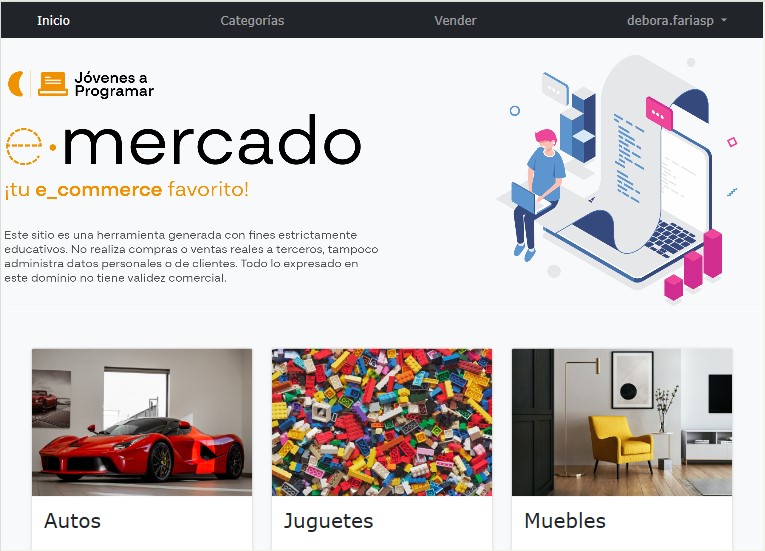 Inicio
Categorías
Vender
debora.fariasp
Jóvenes a
Programar
e·mercado
¡tu e_commerce favorito!
Este sitio es una herramienta generada con fines estrictamente
educativos. No realiza compras o ventas reales a terceros, tampoco
administra datos personales o de clientes. Todo lo expresado en
este dominio no tiene validez comercial.
Autos
Juguetes
Muebles